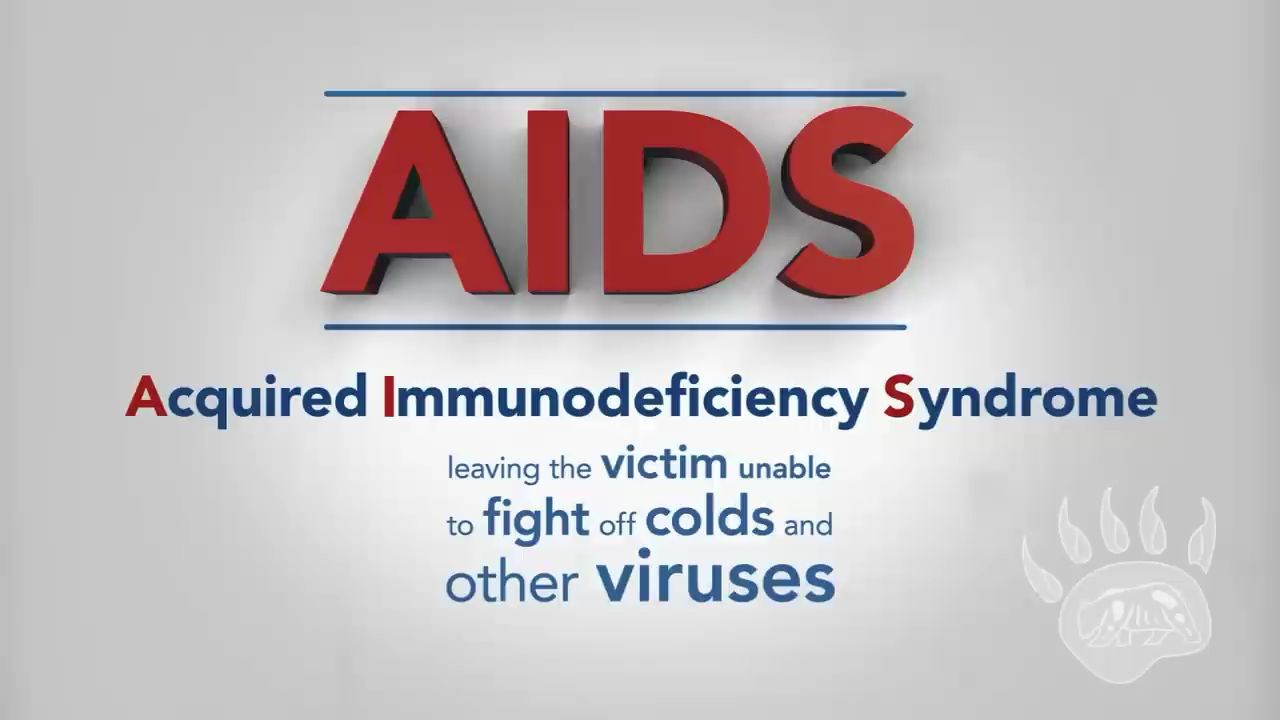 AIDS
Acquired Immunodeficiency Syndrome
leaving the victim unable
to fight off colds and
other viruses